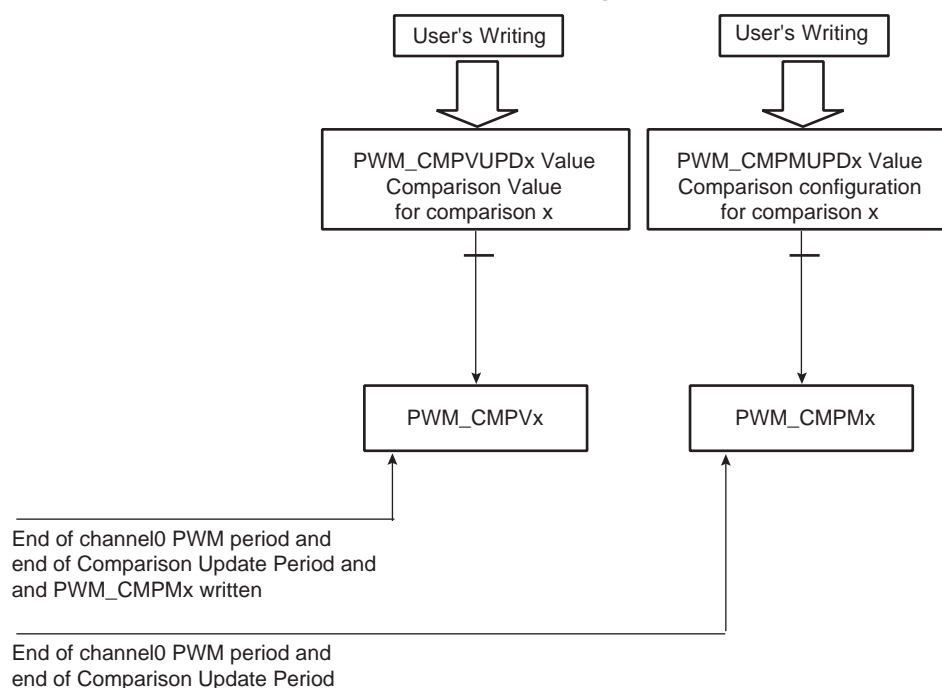 User's Writing
User's Writing
PWM_CMPVUPDx Value
Comparison Value
for comparison x
PWM_CMPMUPDx Value
Comparison configuration
for comparison x
PWM_CMPVx
PWM_CMPMx
End of channel0 PWM period and
end of Comparison Update Period and
and PWM_CMPMx written
End of channel0 PWM period and
end of Comparison Update Period